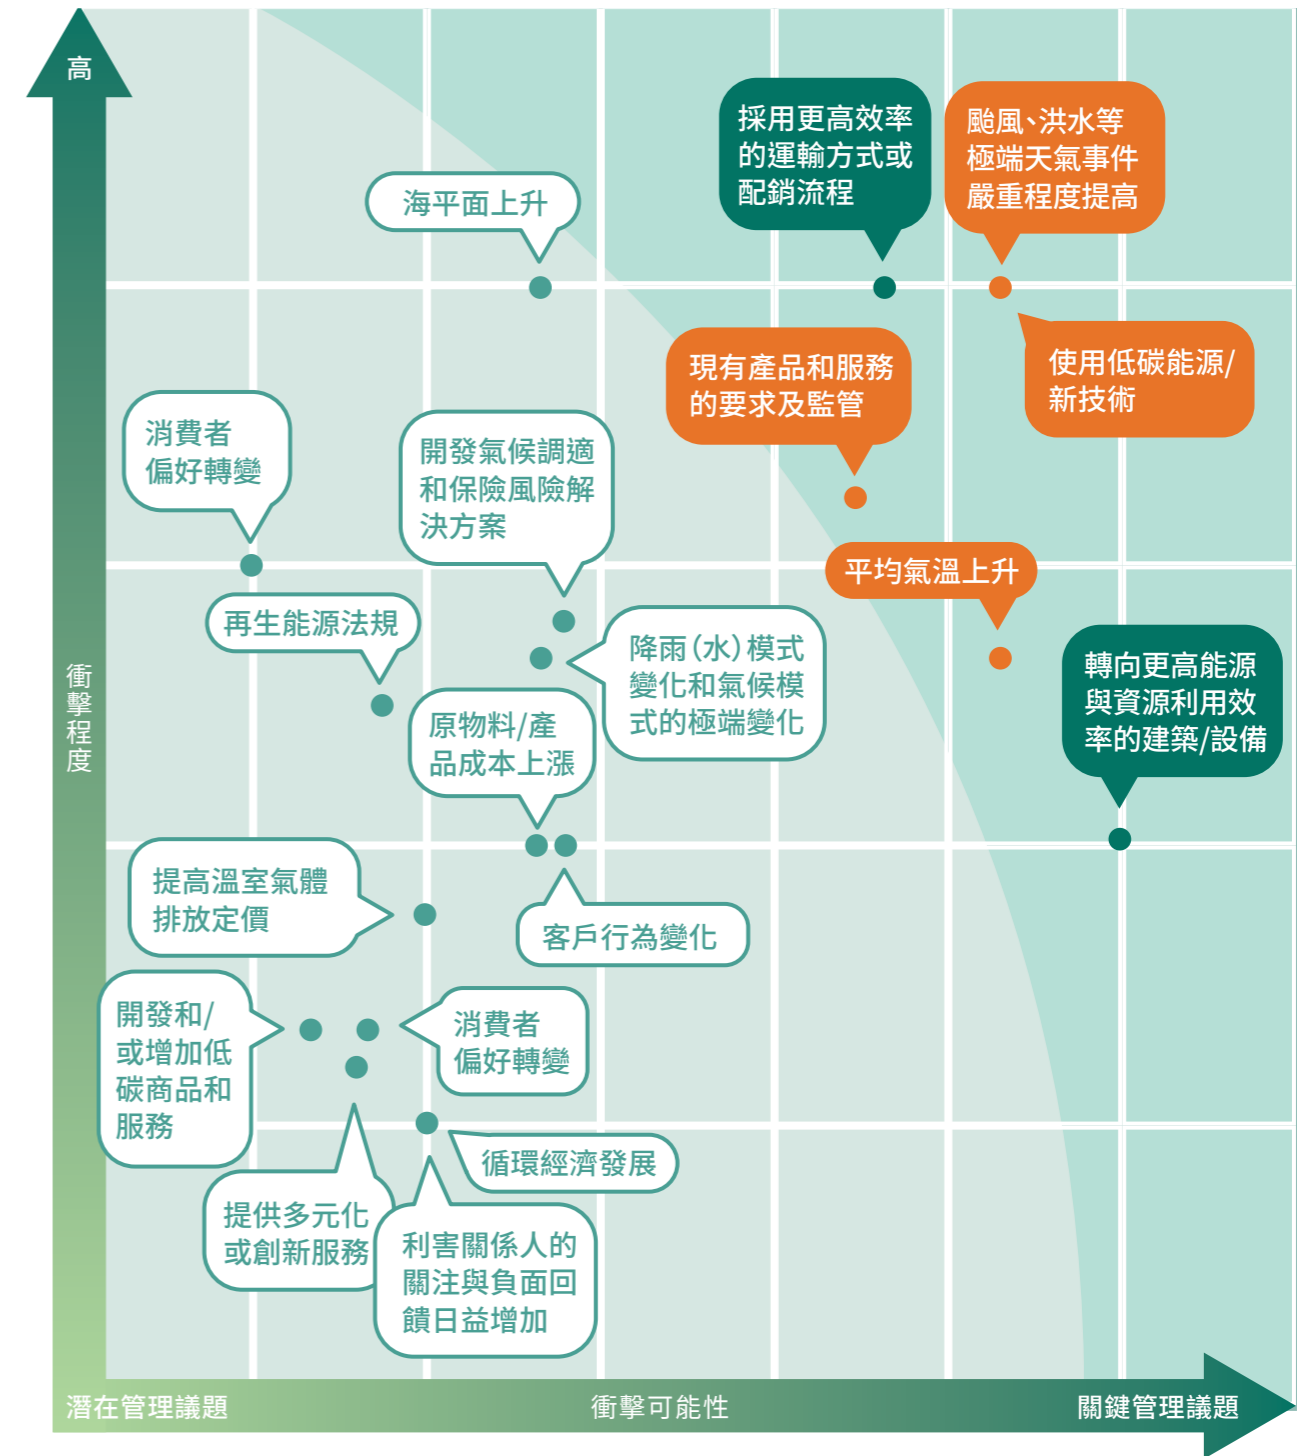 高
採用更高效率
的運輸方式或
配銷流程
颱風、洪水等
極端天氣事件
嚴重程度提高
海平面上升
現有產品和服務
的要求及監管
使用低碳能源/
新技術
消費者
偏好轉變
開發氣候調適
和保險風險解
決方案
平均氣溫上升
再生能源法規
降雨(水)模式
變化和氣候模
式的極端變化
轉向更高能源
與資源利用效
率的建築/設備
衝擊程度
原物料/產
品成本上漲
提高溫室氣體
排放定價
客戶行為變化
開發和/
或增加低
碳商品和
服務
消費者
偏好轉變
循環經濟發展
提供多元化
或創新服務
利害關係人的
關注與負面回
饋日益增加
潛在管理議題
衝擊可能性
關鍵管理議題